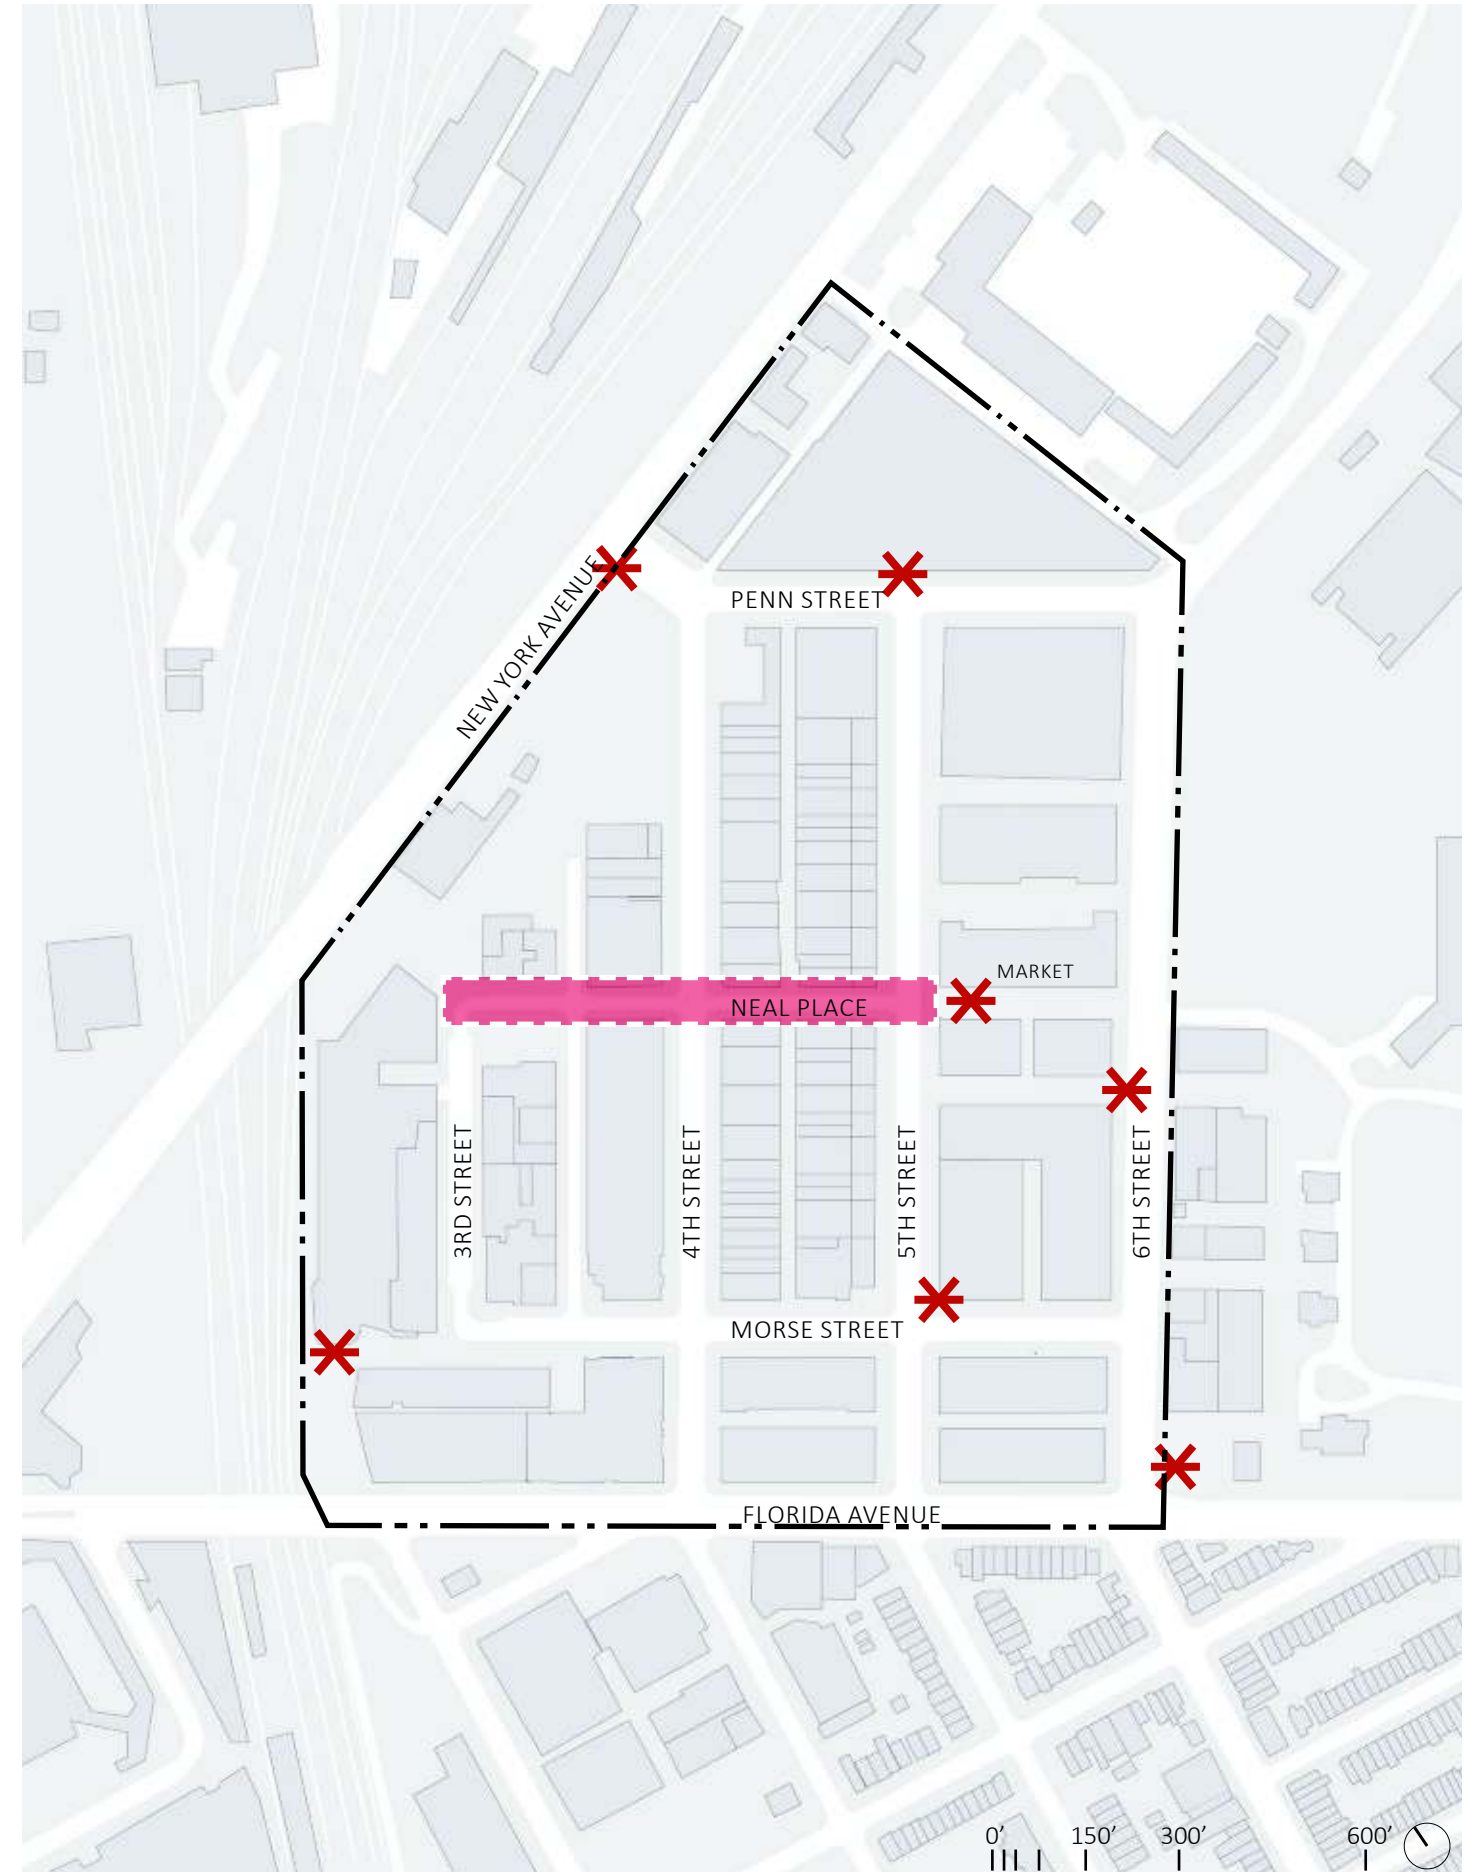 PENN STREET
NEW YORK AVENUE
MARKET
NEAL PLACE
3RD STREET
4TH STREET
5TH STREET
6TH STREET
MORSE STREET
FLORIDA AVENUE
0' 150' 300' 600'